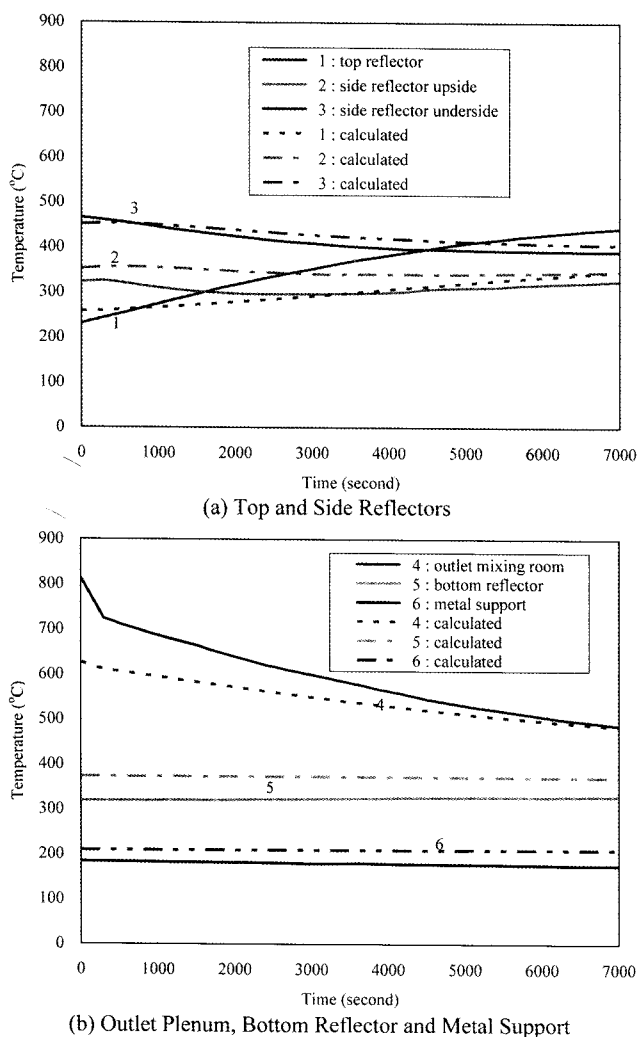 900
800
700
600
500
400
300
200
100
0
Temperature (°C)
1 : top reflector
2 : side reflector upside
3 : side reflector underside
1 : calculated
2 : calculated
3 : calculated
3
2
1
0 1000 2000 3000 4000 5000 6000 7000
Time (second)
(a) Top and Side Reflectors
900
800
700
600
500
400
300
200
100
0
Temperature (°C)
4 : outlet mixing room
5 : bottom reflector
6 : metal support
4 : calculated
5 : calculated
6 : calculated
4
5
6
0 1000 2000 3000 4000 5000 6000 7000
Time (second)
(b) Outlet Plenum, Bottom Reflector and Metal Support